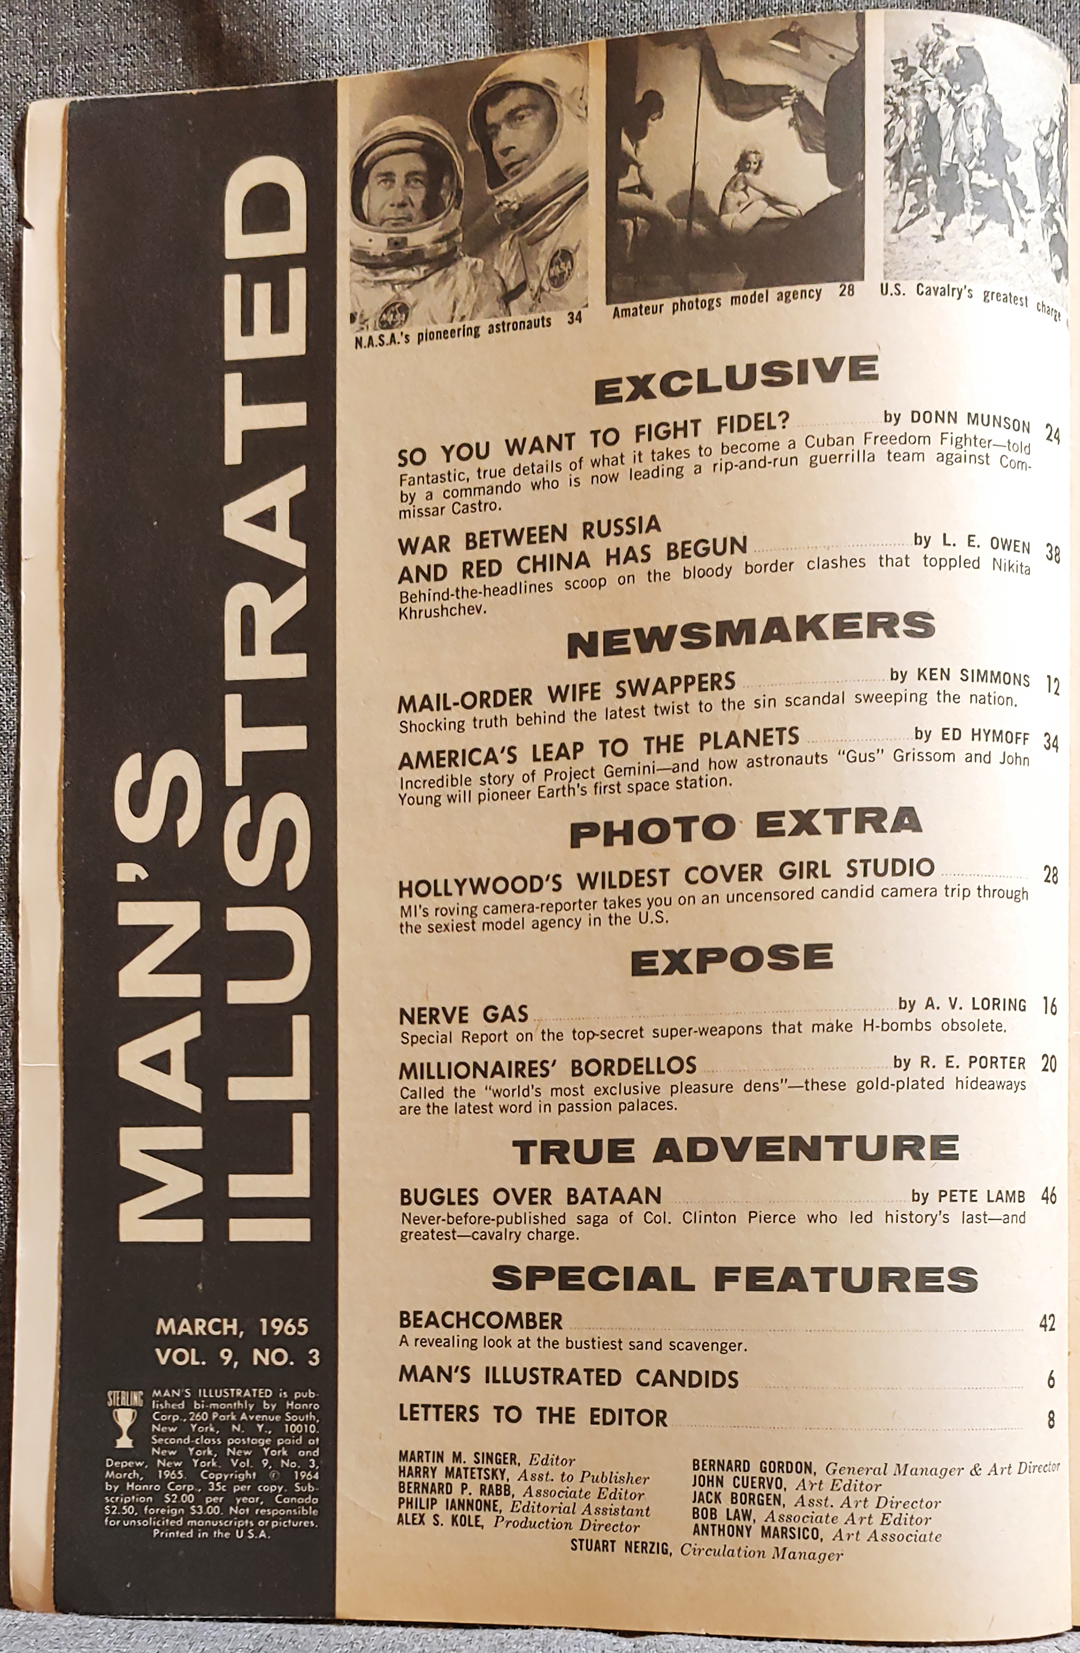 MAN'S
ILLUSTRATED
MARCH, 1965
VOL. 9, NO. 3
STERLING
MAN'S ILLUSTRATED is pub-
lished bi-monthly by Hanro
Corp., 260 Park Avenue South,
New York, N. Y., 10010.
Second-class postage paid at
New York, New York and
Depew, New York. Vol. 9, No. 3,
March, 1965. Copyright © 1964
by Hanro Corp., 35c per copy. Sub-
scription $2.00 per year, Canada
$2.50, foreign $3.00. Not responsible
for unsolicited manuscripts or pictures.
Printed in the U S.A.
N.A.S.A.'s pioneering astronauts 34
Amateur photogs model agency 28
U.S. Cavalry's greatest charge
EXCLUSIVE
SO YOU WANT TO FIGHT FIDEL? by DONN MUNSON 24
Fantastic, true details of what it takes to become a Cuban Freedom Fighter—told
by a commando who is now leading a rip-and-run guerrilla team against Com-
missar Castro.
WAR BETWEEN RUSSIA
AND RED CHINA HAS BEGUN by L. E. OWEN 38
Behind-the-headlines scoop on the bloody border clashes that toppled Nikita
Khrushchev.
NEWSMAKERS
MAIL-ORDER WIFE SWAPPERS by KEN SIMMONS 12
Shocking truth behind the latest twist to the sin scandal sweeping the nation.
AMERICA'S LEAP TO THE PLANETS by ED HYMOFF 34
Incredible story of Project Gemini—and how astronauts "Gus" Grissom and John
Young will pioneer Earth's first space station.
PHOTO EXTRA
HOLLYWOOD'S WILDEST COVER GIRL STUDIO 28
MI's roving camera-reporter takes you on an uncensored candid camera trip through
the sexiest model agency in the U.S.
EXPOSE
NERVE GAS by A. V. LORING 16
Special Report on the top-secret super-weapons that make H-bombs obsolete.
MILLIONAIRES' BORDELLOS by R. E. PORTER 20
Called the "world's most exclusive pleasure dens"—these gold-plated hideaways
are the latest word in passion palaces.
TRUE ADVENTURE
BUGLES OVER BATAAN by PETE LAMB 46
Never-before-published saga of Col. Clinton Pierce who led history's last—and
greatest—cavalry charge.
SPECIAL FEATURES
BEACHCOMBER 42
A revealing look at the bustiest sand scavenger.
MAN'S ILLUSTRATED CANDIDS 6
LETTERS TO THE EDITOR 8
MARTIN M. SINGER, Editor
HARRY MATETSKY, Asst. to Publisher
BERNARD P. RABB, Associate Editor
PHILIP IANNONE, Editorial Assistant
ALEX S. KOLE, Production Director
BERNARD GORDON, General Manager & Art Director
JOHN CUERVO, Art Editor
JACK BORGEN, Asst. Art Director
BOB LAW, Associate Art Editor
ANTHONY MARSICO, Art Associate
STUART NERZIG, Circulation Manager